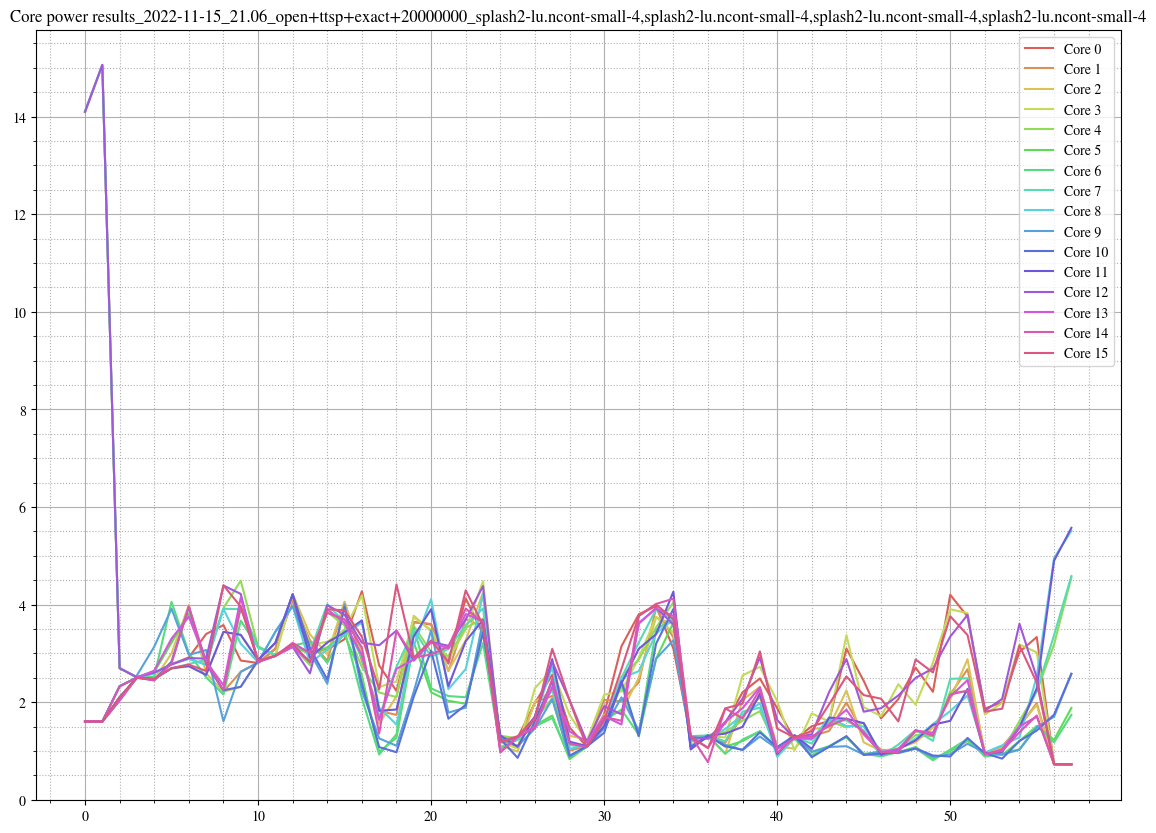 Core power results_2022-11-15_21.06_open+ttsp+exact+20000000_splash2-lu.ncont-small-4,splash2-lu.ncont-small-4,splash2-lu.ncont-small-4,splash2-lu.ncont-small-4
Core 0
Core 1
Core 2
Core 3
Core 4
Core 5
Core 6
Core 7
Core 8
Core 9
Core 10
Core 11
Core 12
Core 13
Core 14
Core 15
14
12
10
8
6
4
2
0
0 10 20 30 40 50